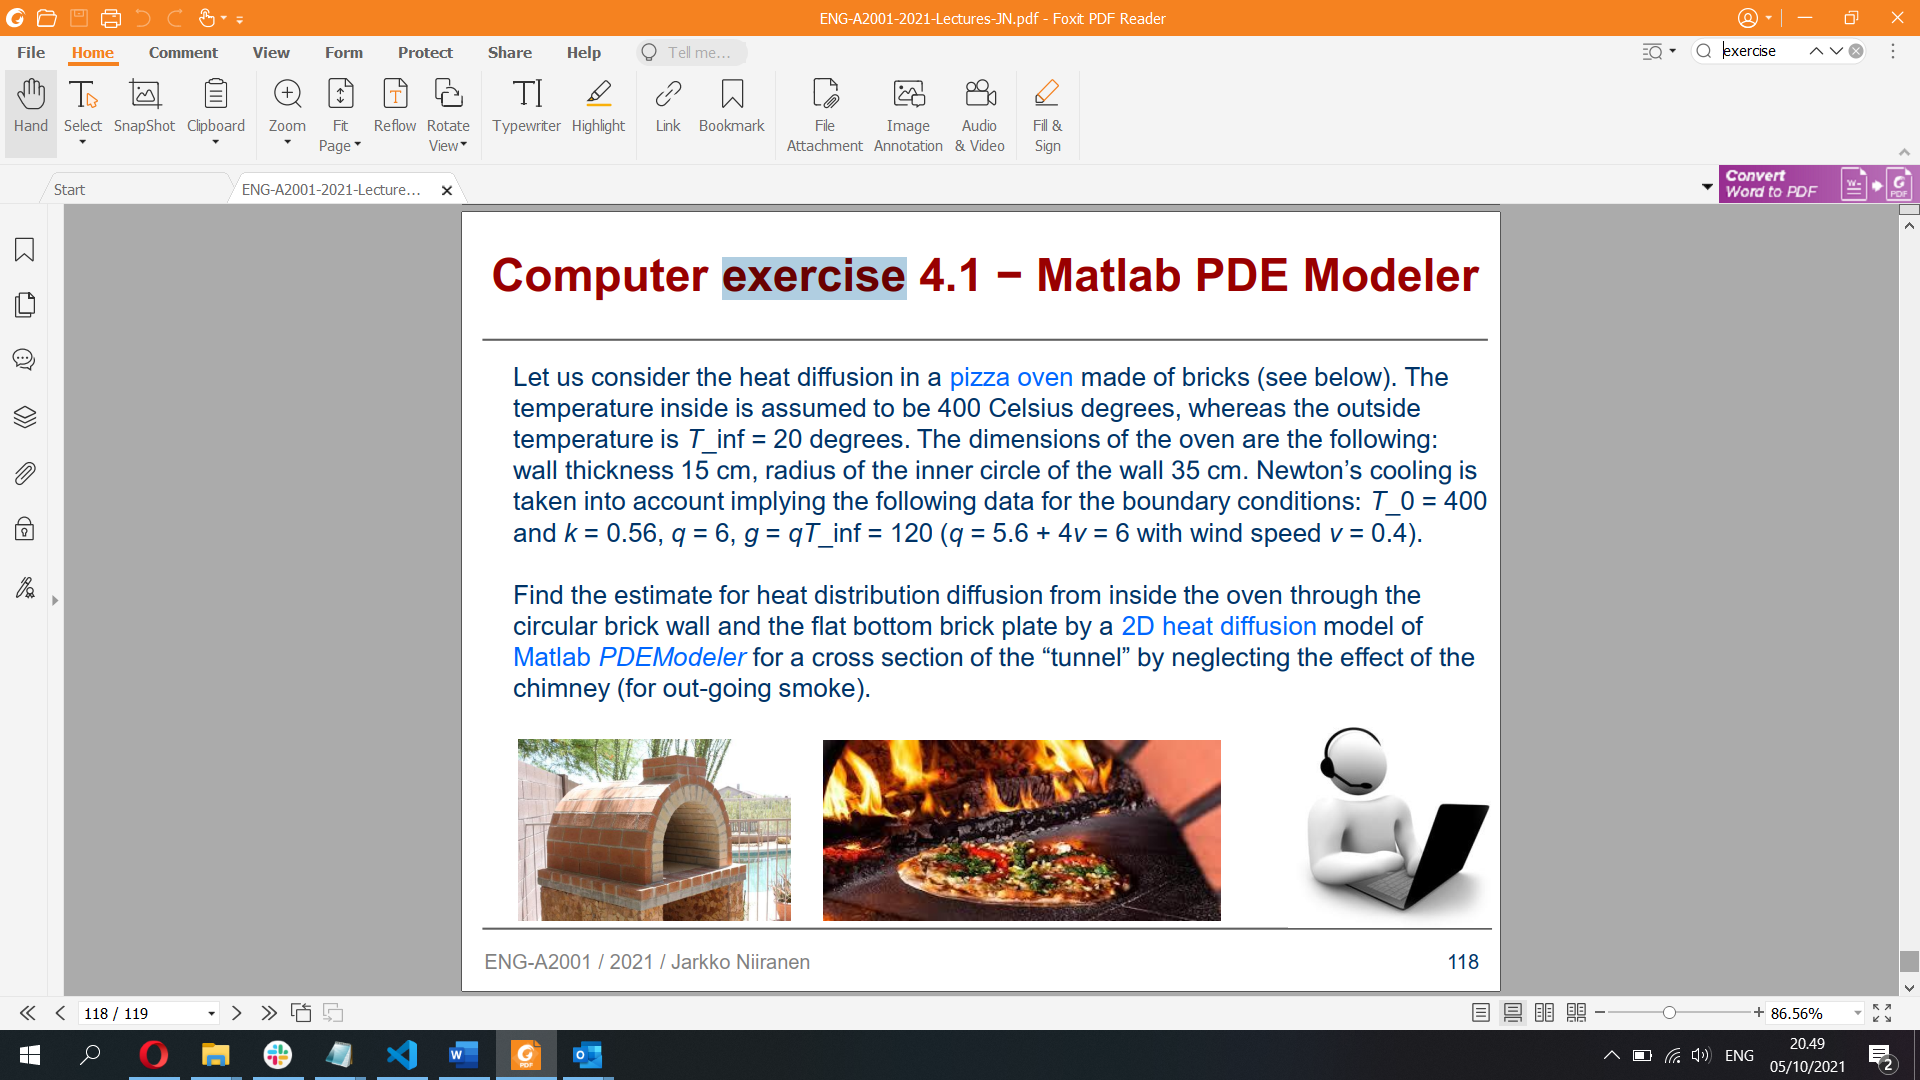 ENG-A2001-2021-Lectures-JN.pdf - Foxit PDF Reader
File Home Comment View Form Protect Share Help Tell me... exercise
Hand Select SnapShot Clipboard Zoom Fit Page Reflow Rotate View Typewriter Highlight Link Bookmark File Attachment Image Annotation Audio & Video Fill & Sign
Start ENG-A2001-2021-Lecture... Convert Word to PDF
W PDF
Computer exercise 4.1 − Matlab PDE Modeler
Let us consider the heat diffusion in a pizza oven made of bricks (see below). The
temperature inside is assumed to be 400 Celsius degrees, whereas the outside
temperature is T_inf = 20 degrees. The dimensions of the oven are the following:
wall thickness 15 cm, radius of the inner circle of the wall 35 cm. Newton’s cooling is
taken into account implying the following data for the boundary conditions: T_0 = 400
and k = 0.56, q = 6, g = qT_inf = 120 (q = 5.6 + 4v = 6 with wind speed v = 0.4).
Find the estimate for heat distribution diffusion from inside the oven through the
circular brick wall and the flat bottom brick plate by a 2D heat diffusion model of
Matlab PDEModeler for a cross section of the “tunnel” by neglecting the effect of the
chimney (for out-going smoke).
ENG-A2001 / 2021 / Jarkko Niiranen 118
118 / 119 86.56%
ENG 20.49
05/10/2021 2